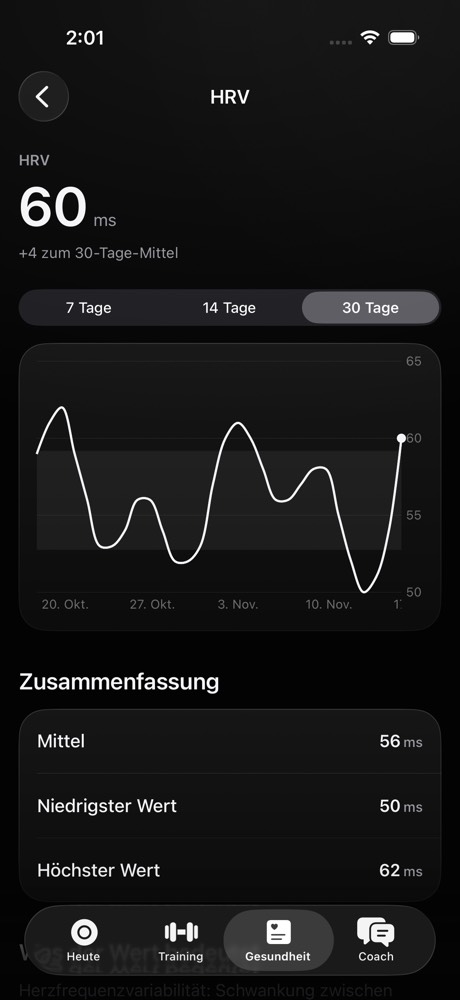 2:01
HRV
HRV
60 ms
+4 zum 30-Tage-Mittel
7 Tage 14 Tage 30 Tage
65
60
55
50
20. Okt. 27. Okt. 3. Nov. 10. Nov. 17
Zusammenfassung
Mittel 56 ms
Niedrigster Wert 50 ms
Höchster Wert 62 ms
Heute Training Gesundheit Coach
Herzfrequenzvariabilität: Schwankung zwischen